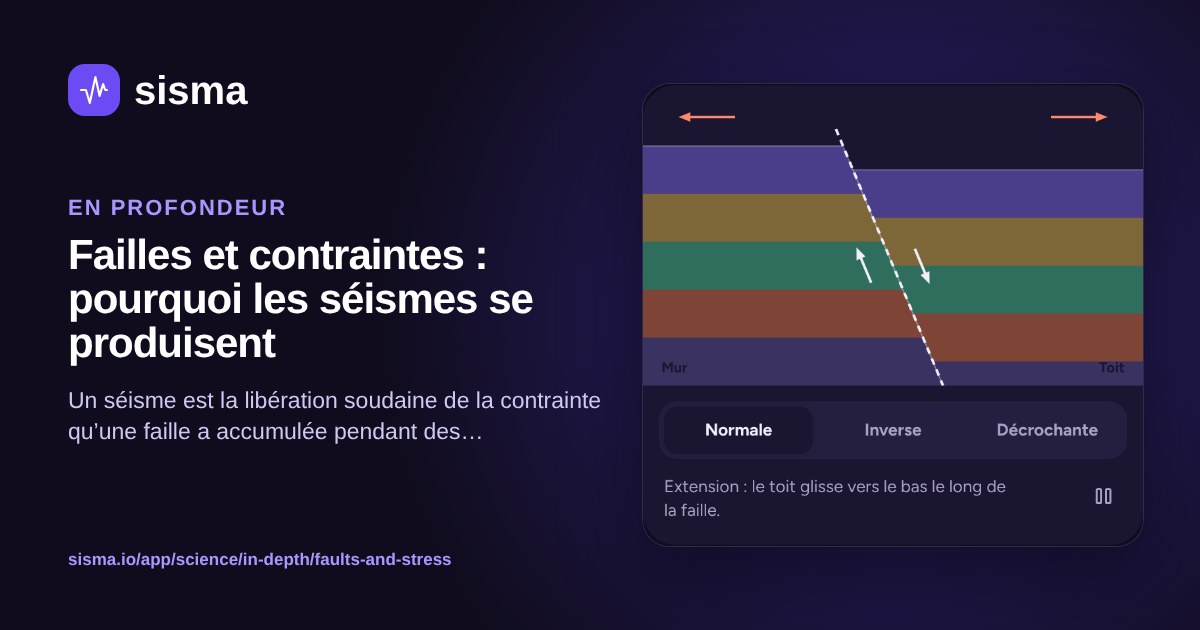 sisma
EN PROFONDEUR
Failles et contraintes :
pourquoi les séismes se
produisent
Un séisme est la libération soudaine de la contrainte
qu’une faille a accumulée pendant des…
sisma.io/app/science/in-depth/faults-and-stress
Mur
Toit
Normale
Inverse
Décrochante
Extension : le toit glisse vers le bas le long de
la faille.